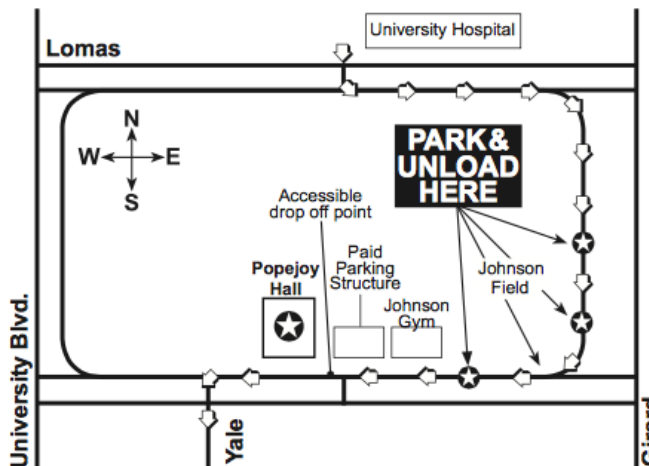 University Hospital
Lomas
N
W E
S
PARK &
UNLOAD
HERE
Accessible
drop off point
Paid
Parking
Structure
Popejoy
Hall
Johnson
Gym
Johnson
Field
University Blvd.
Yale
Girard